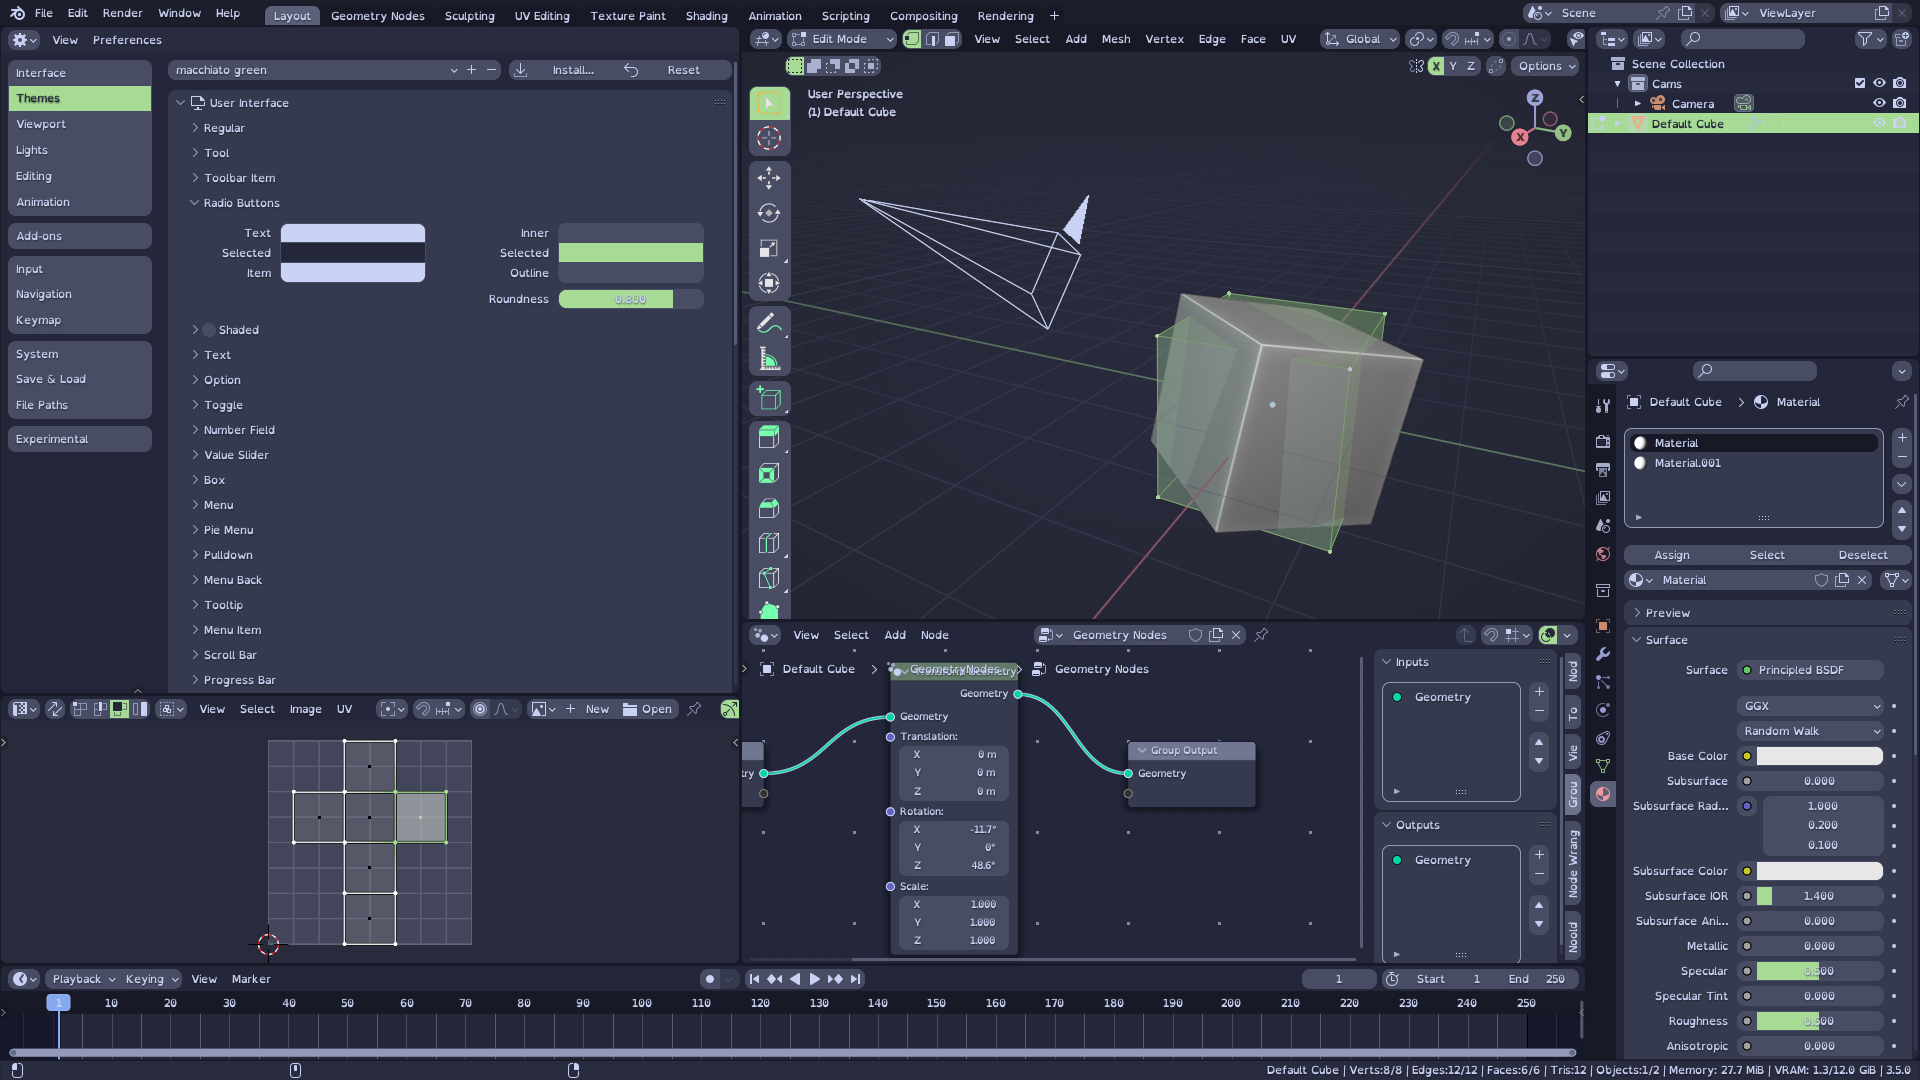 File Edit Render Window Help
Layout Geometry Nodes Sculpting UV Editing Texture Paint Shading Animation Scripting Compositing Rendering +
Scene
ViewLayer
View Preferences
Interface
Themes
Viewport
Lights
Editing
Animation
Add-ons
Input
Navigation
Keymap
System
Save & Load
File Paths
Experimental
macchiato green
Install...
Reset
User Interface
Regular
Tool
Toolbar Item
Radio Buttons
Text
Selected
Item
Inner
Selected
Outline
Roundness 0.800
Shaded
Text
Option
Toggle
Number Field
Value Slider
Box
Menu
Pie Menu
Pulldown
Menu Back
Tooltip
Menu Item
Scroll Bar
Progress Bar
Edit Mode
View Select Add Mesh Vertex Edge Face UV
Global
X Y Z
Options
User Perspective
(1) Default Cube
Z
Y
X
Scene Collection
Cams
Camera
Default Cube
Default Cube > Material
Material
Material.001
Assign Select Deselect
Material
Preview
Surface
Surface Principled BSDF
GGX
Random Walk
Base Color
Subsurface 0.000
Subsurface Rad... 1.000
0.200
0.100
Subsurface Color
Subsurface IOR 1.400
Subsurface Ani... 0.000
Metallic 0.000
Specular 0.500
Specular Tint 0.000
Roughness 0.500
Anisotropic 0.000
View Select Image UV
New
Open
View Select Add Node
Geometry Nodes
Default Cube > GeometryNodes > Geometry Nodes
Geometry
Geometry
Translation:
X 0 m
Y 0 m
Z 0 m
Rotation:
X -11.7°
Y 0°
Z 48.6°
Scale:
X 1.000
Y 1.000
Z 1.000
try
Group Output
Geometry
Inputs
Geometry
Outputs
Geometry
Nod
To
Vie
Grou
Node Wrang
Noold
Playback Keying View Marker
1
Start 1
End 250
1 10 20 30 40 50 60 70 80 90 100 110 120 130 140 150 160 170 180 190 200 210 220 230 240 250
Default Cube | Verts:8/8 | Edges:12/12 | Faces:6/6 | Tris:12 | Objects:1/2 | Memory: 27.7 MiB | VRAM: 1.3/12.0 GiB | 3.5.0